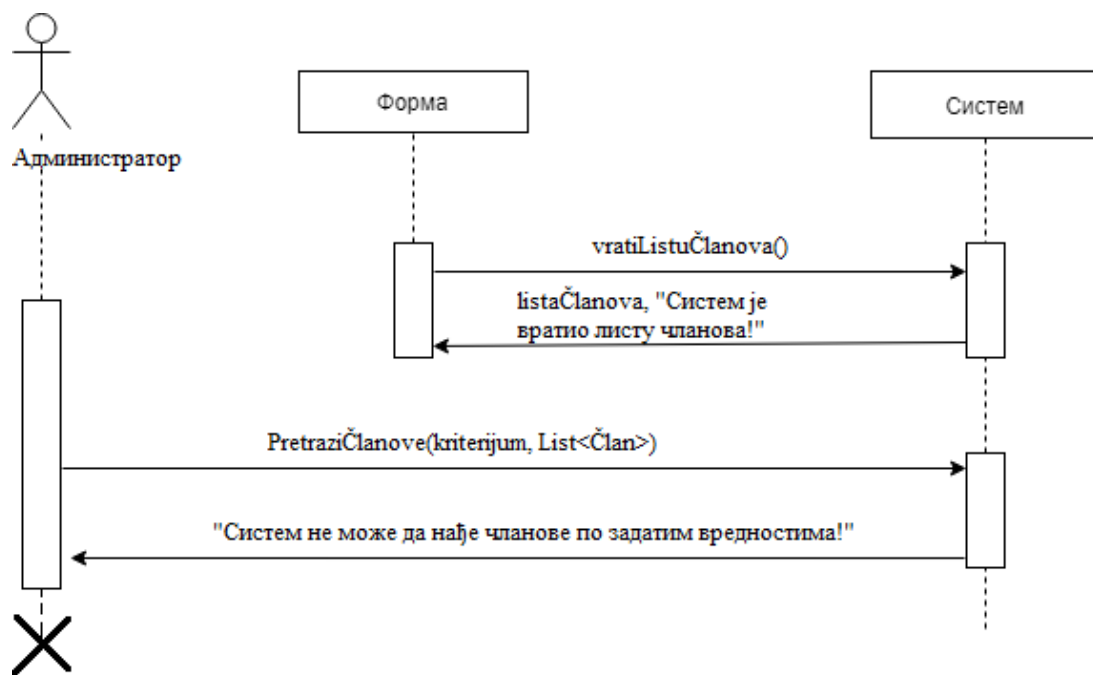 Форма
Систем
Администратор
vratiListuČlanova()
listaČlanova, "Систем је
вратио листу чланова!"
PretraziČlanove(kriterijum, List<Član>)
"Систем не може да нађе чланове по задатим вредностима!"